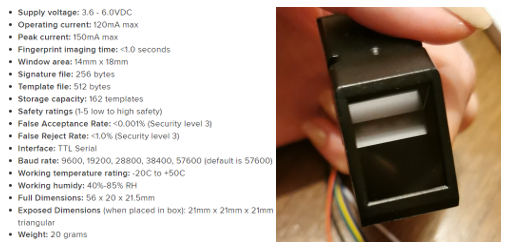 Supply voltage: 3.6 - 6.0VDC
Operating current: 120mA max
Peak current: 150mA max
Fingerprint imaging time: <1.0 seconds
Window area: 14mm x 18mm
Signature file: 256 bytes
Template file: 512 bytes
Storage capacity: 162 templates
Safety ratings (1-5 low to high safety)
False Acceptance Rate: <0.001% (Security level 3)
False Reject Rate: <1.0% (Security level 3)
Interface: TTL Serial
Baud rate: 9600, 19200, 28800, 38400, 57600 (default is 57600)
Working temperature rating: -20C to +50C
Working humidy: 40%-85% RH
Full Dimensions: 56 x 20 x 21.5mm
Exposed Dimensions (when placed in box): 21mm x 21mm x 21mm
triangular
Weight: 20 grams